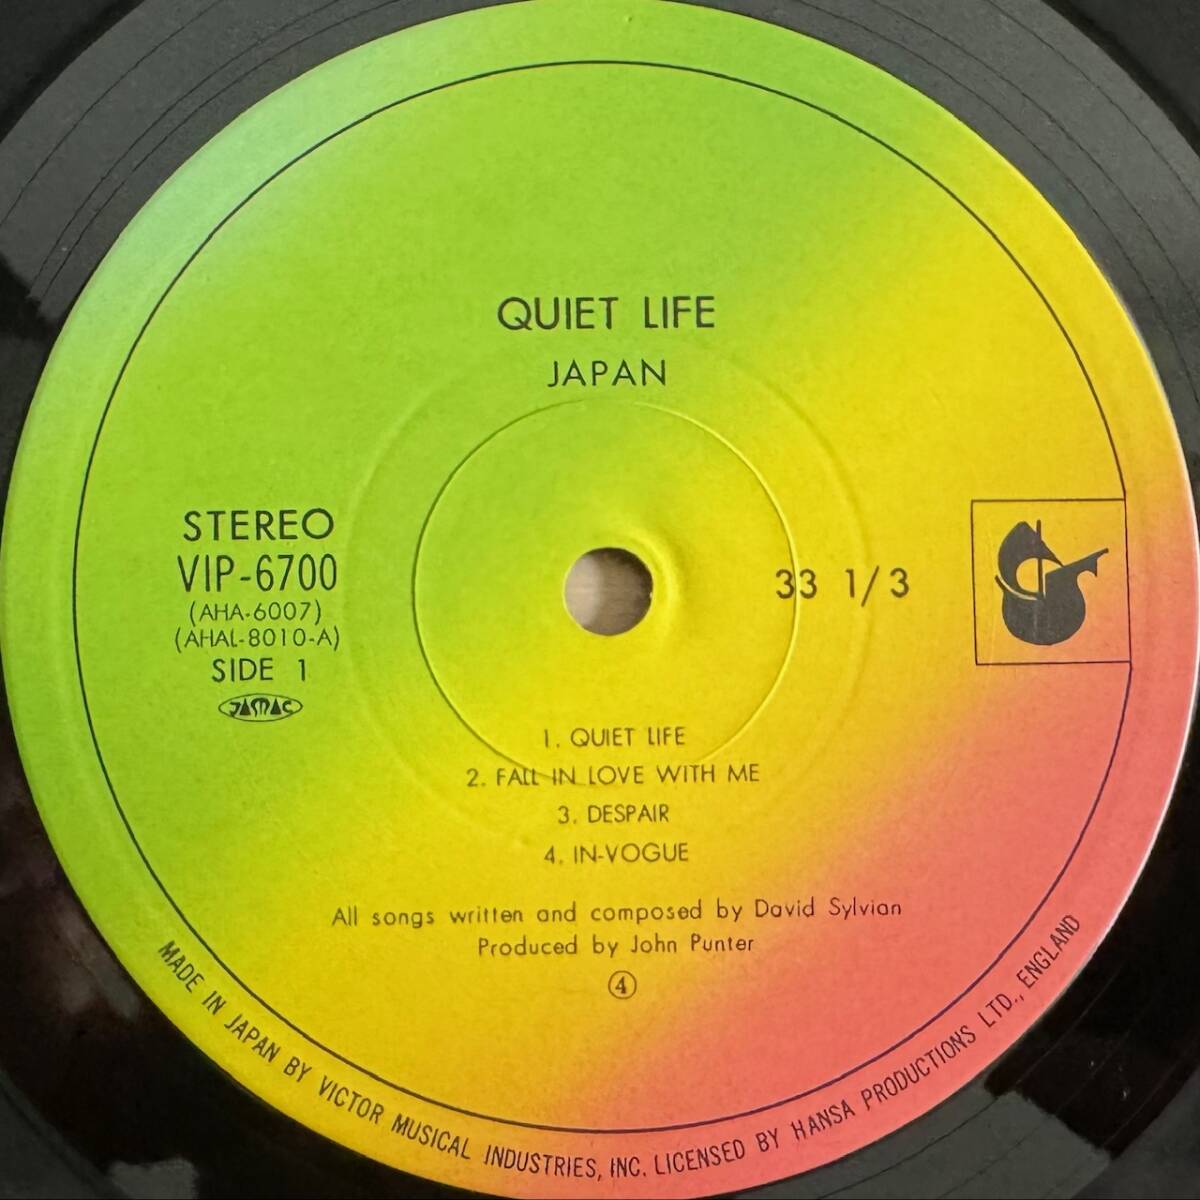 QUIET LIFE
JAPAN
STEREO
VIP-6700
(AHA-6007)
(AHAL-8010-A)
SIDE 1
JASRAC
33 1/3
1. QUIET LIFE
2. FALL IN LOVE WITH ME
3. DESPAIR
4. IN-VOGUE
All songs written and composed by David Sylvian
Produced by John Punter
④
MADE IN JAPAN BY VICTOR MUSICAL INDUSTRIES, INC. LICENSED BY HANSA PRODUCTIONS LTD., ENGLAND